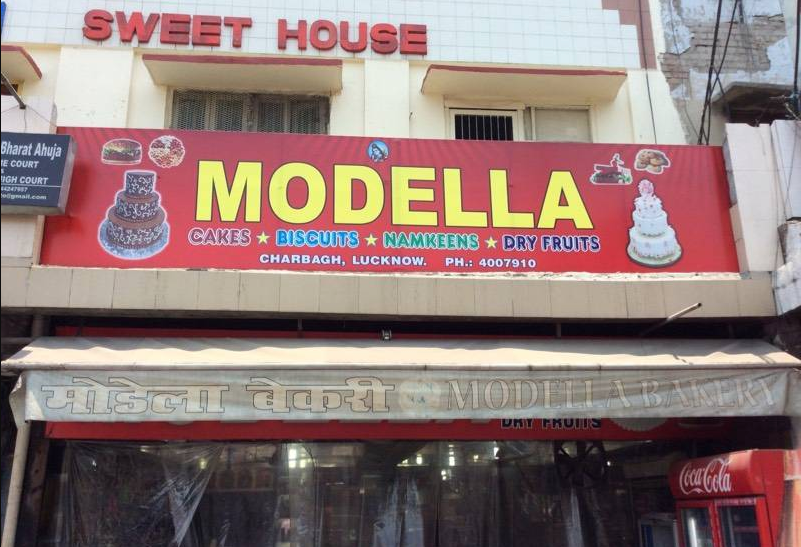 SWEET HOUSE
Bharat Ahuja
COURT
HIGH COURT
MODELLA
CAKES ★ BISCUITS ★ NAMKEENS ★ DRY FRUITS
CHARBAGH, LUCKNOW. PH.: 4007910
मोडेला बेकरी MODELLA BAKERY
DRY FRUITS
Coca-Cola